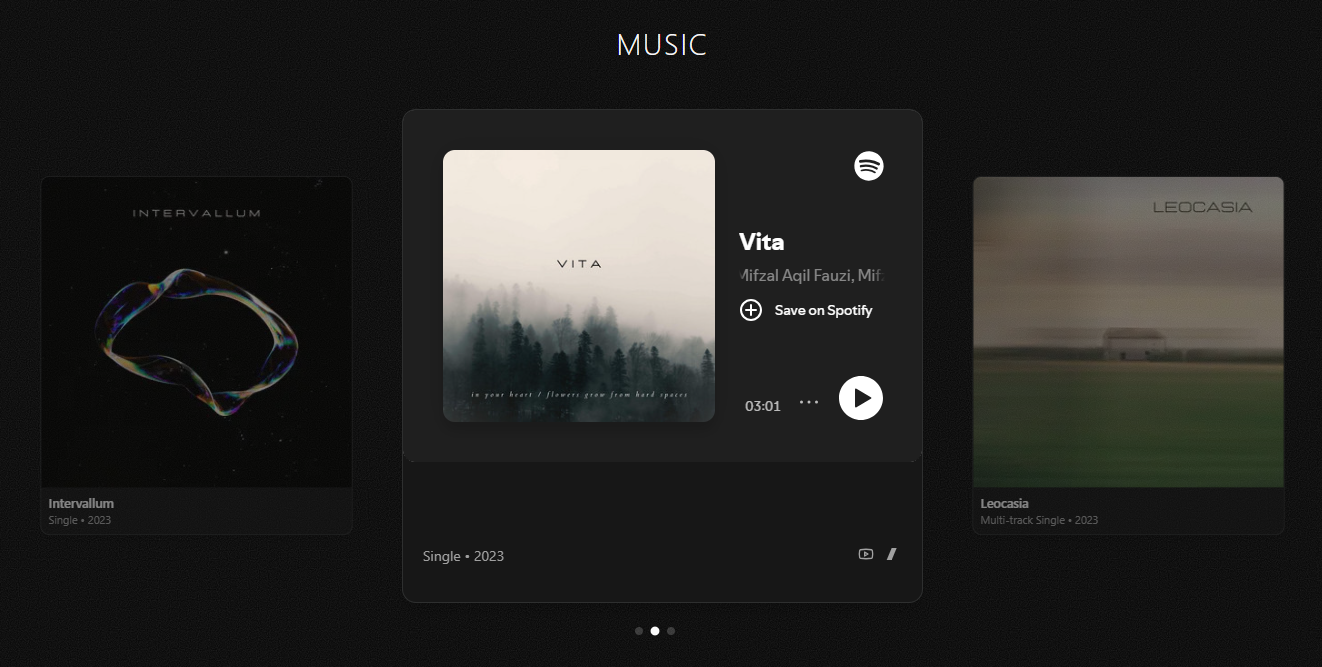 MUSIC
INTERVALLUM
Intervallum
Single • 2023
VITA
in your heart / flowers grow from hard spaces
Vita
Mifzal Aqil Fauzi, Mif
Save on Spotify
03:01
Single • 2023
LEOCASIA
Leocasia
Multi-track Single • 2023